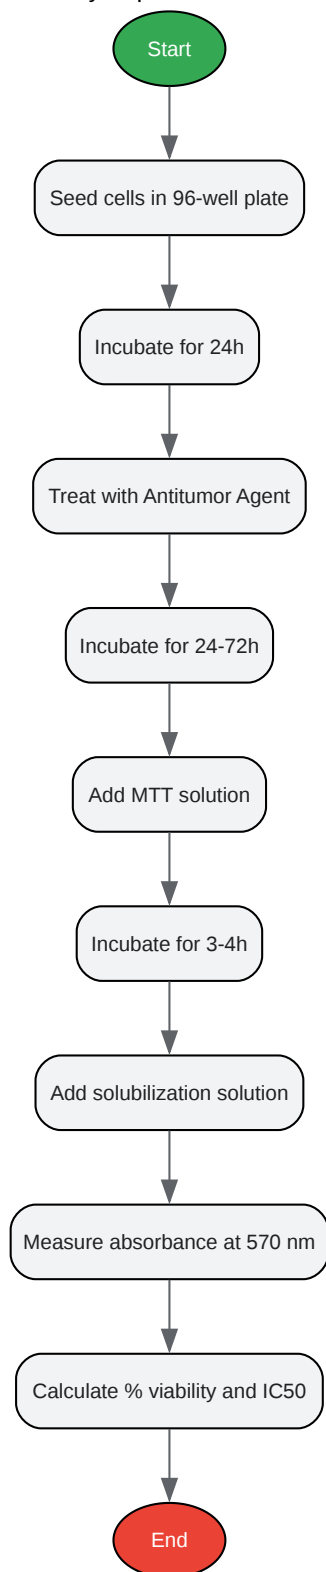 Start
Seed cells in 96-well plate
Incubate for 24h
Treat with Antitumor Agent
Incubate for 24-72h
Add MTT solution
Incubate for 3-4h
Add solubilization solution
Measure absorbance at 570 nm
Calculate % viability and IC50
End